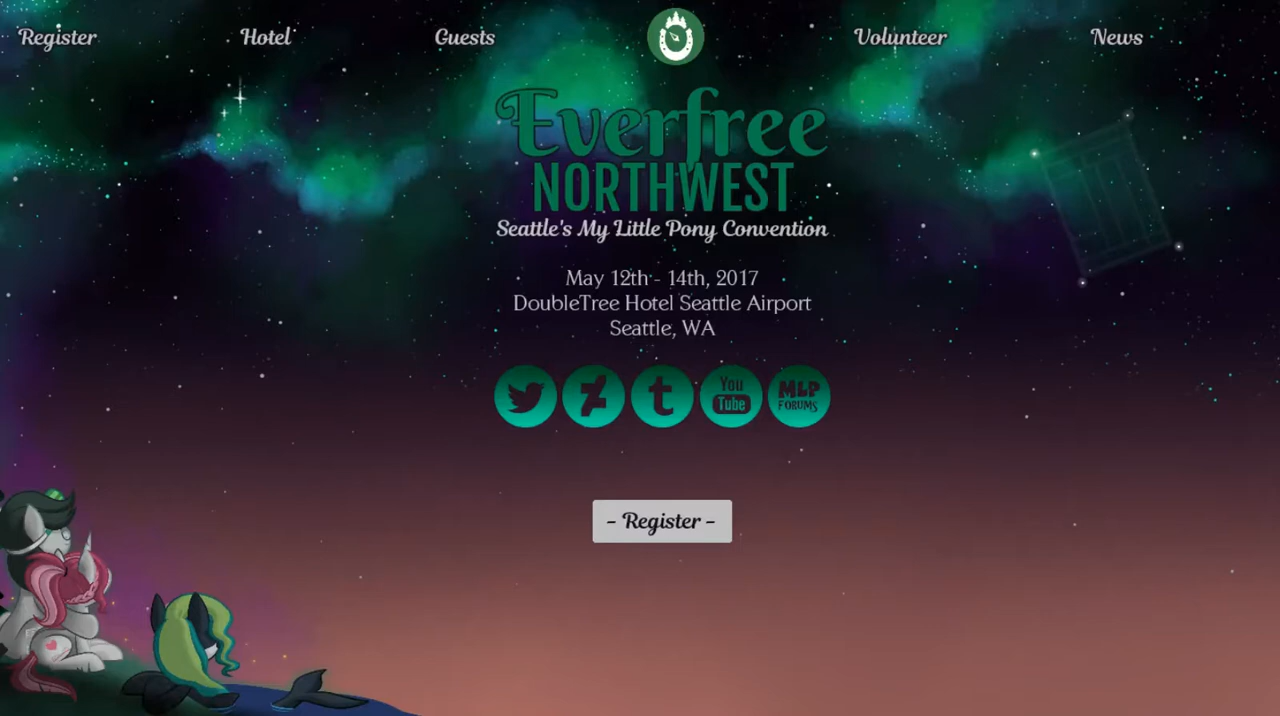 Register
Hotel
Guests
Volunteer
News
Everfree
NORTHWEST
Seattle's My Little Pony Convention
May 12th - 14th, 2017
DoubleTree Hotel Seattle Airport
Seattle, WA
t
You
Tube
MLP
FORUMS
- Register -